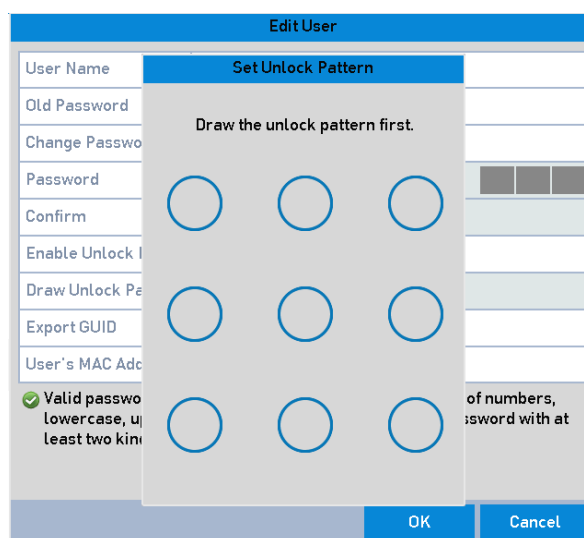 Edit User
User Name
Set Unlock Pattern
Old Password
Draw the unlock pattern first.
Change Passwo
Password
Confirm
Enable Unlock
Draw Unlock Pa
Export GUID
User's MAC Add
Valid passwo of numbers,
lowercase, u ssword with at
least two kin
OK Cancel